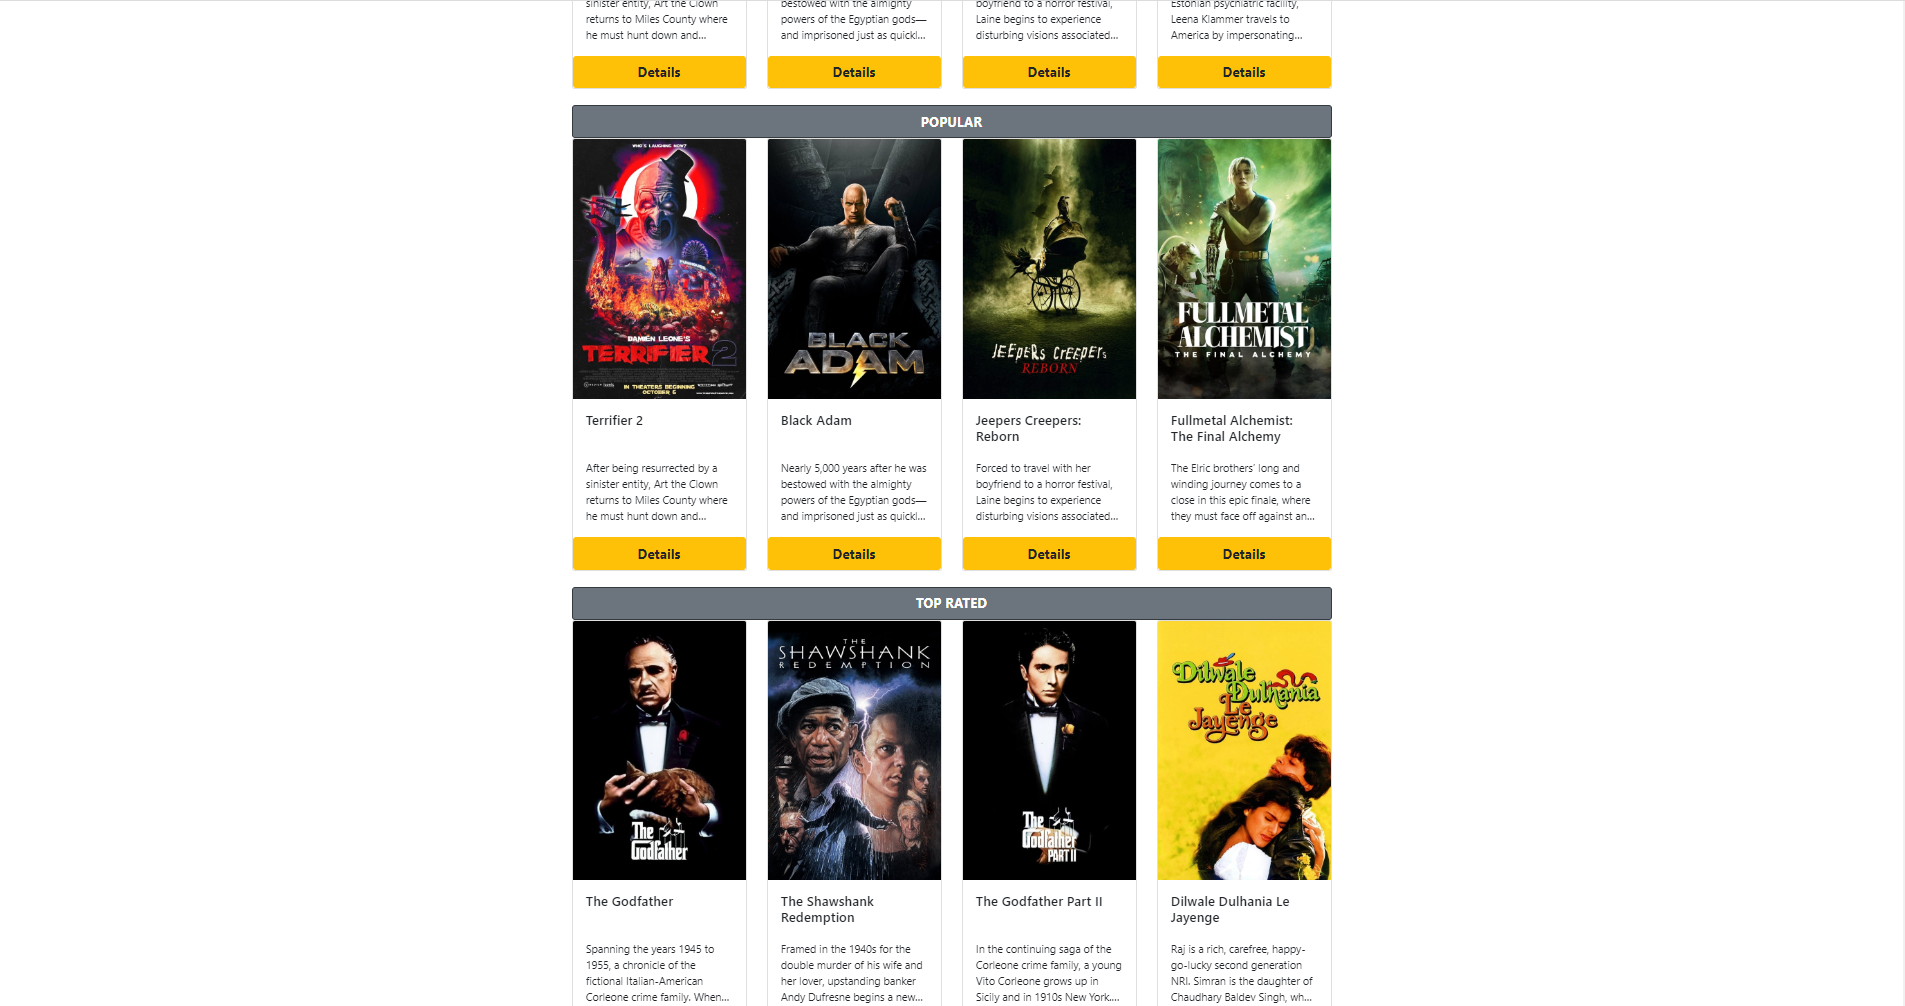 sinister entity, Art the Clown
returns to Miles County where
he must hunt down and...
Details
bestowed with the almighty
powers of the Egyptian gods—
and imprisoned just as quickl...
Details
boyfriend to a horror festival,
Laine begins to experience
disturbing visions associated...
Details
Estonian psychiatric facility,
Leena Klammer travels to
America by impersonating...
Details
POPULAR
WHO'S LAUGHING NOW?
DAMIEN LEONE'S
TERRIFIER 2
IN THEATERS BEGINNING
OCTOBER 6
Terrifier 2
After being resurrected by a
sinister entity, Art the Clown
returns to Miles County where
he must hunt down and...
Details
BLACK
ADAM
Black Adam
Nearly 5,000 years after he was
bestowed with the almighty
powers of the Egyptian gods—
and imprisoned just as quickl...
Details
JEEPERS CREEPERS
REBORN
Jeepers Creepers:
Reborn
Forced to travel with her
boyfriend to a horror festival,
Laine begins to experience
disturbing visions associated...
Details
FULLMETAL
ALCHEMIST
THE FINAL ALCHEMY
Fullmetal Alchemist:
The Final Alchemy
The Elric brothers' long and
winding journey comes to a
close in this epic finale, where
they must face off against an...
Details
TOP RATED
The
Godfather
The Godfather
Spanning the years 1945 to
1955, a chronicle of the
fictional Italian-American
Corleone crime family. When...
THE
SHAWSHANK
REDEMPTION
The Shawshank
Redemption
Framed in the 1940s for the
double murder of his wife and
her lover, upstanding banker
Andy Dufresne begins a new...
The
Godfather
PART II
The Godfather Part II
In the continuing saga of the
Corleone crime family, a young
Vito Corleone grows up in
Sicily and in 1910s New York....
Dilwale
Dulhania
Le
Jayenge
Dilwale Dulhania Le
Jayenge
Raj is a rich, carefree, happy-
go-lucky second generation
NRI. Simran is the daughter of
Chaudhary Baldev Singh, wh...